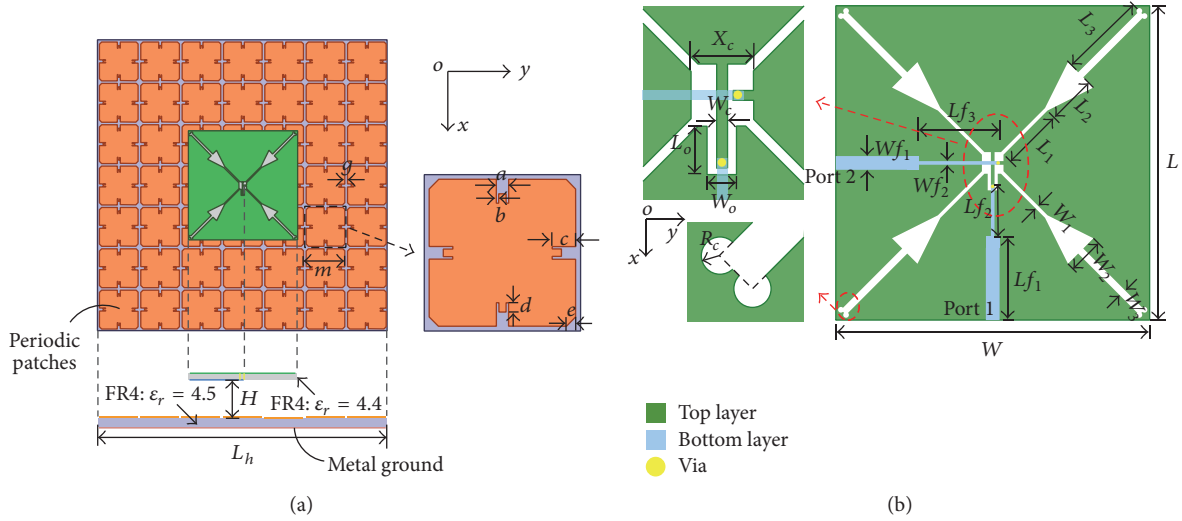 o
y
x
g
m
a
b
c
d
e
Periodic
patches
FR4: εr = 4.5
H
FR4: εr = 4.4
Lh
Metal ground
(a)
Xc
Wc
Lo
Wo
o
y
x
Rc
L3
L2
L1
Lf3
Wf1
Port 2
Wf2
Lf2
W1
W2
W3
Lf1
Port 1
L
W
Top layer
Bottom layer
Via
(b)